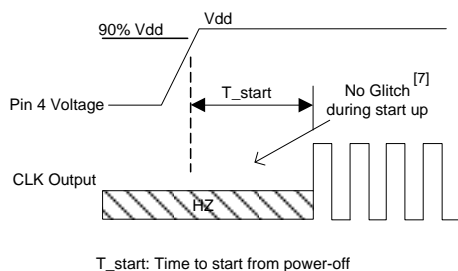 90% Vdd
Vdd
T_start
No Glitch [7]
during start up
Pin 4 Voltage
CLK Output
HZ
T_start: Time to start from power-off